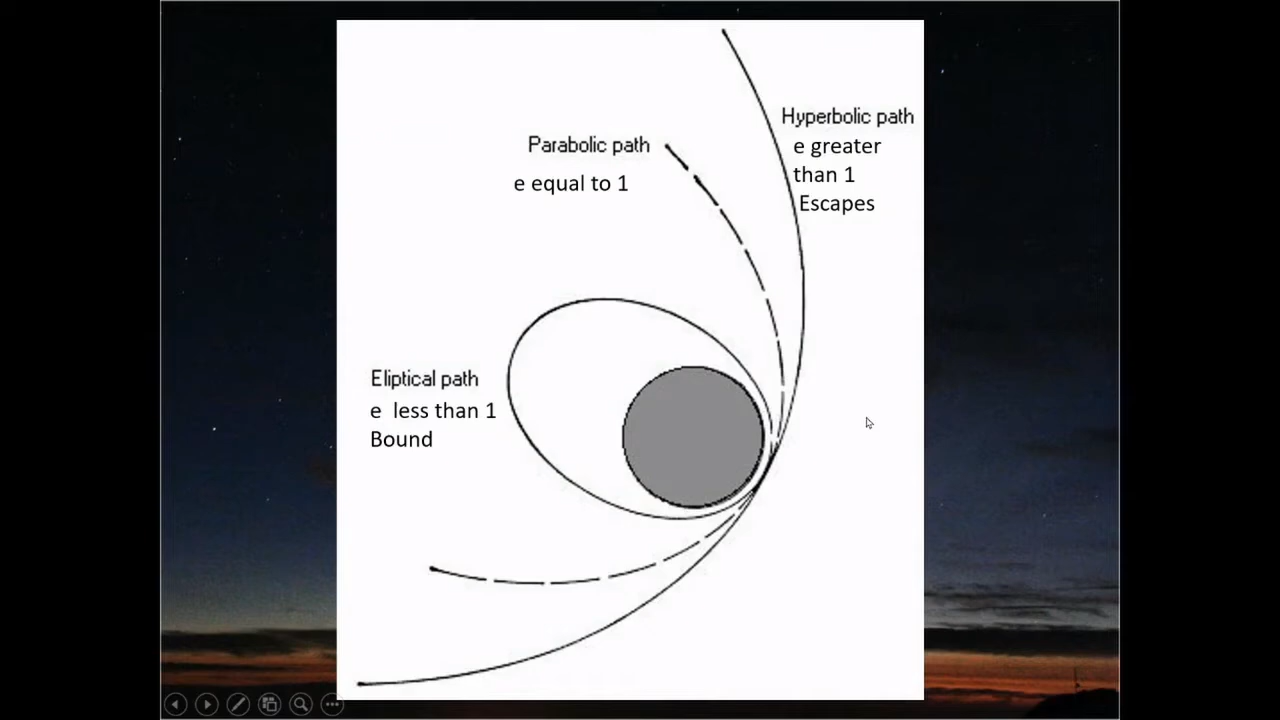 Hyperbolic path
e greater
than 1
Escapes
Parabolic path
e equal to 1
Eliptical path
e less than 1
Bound